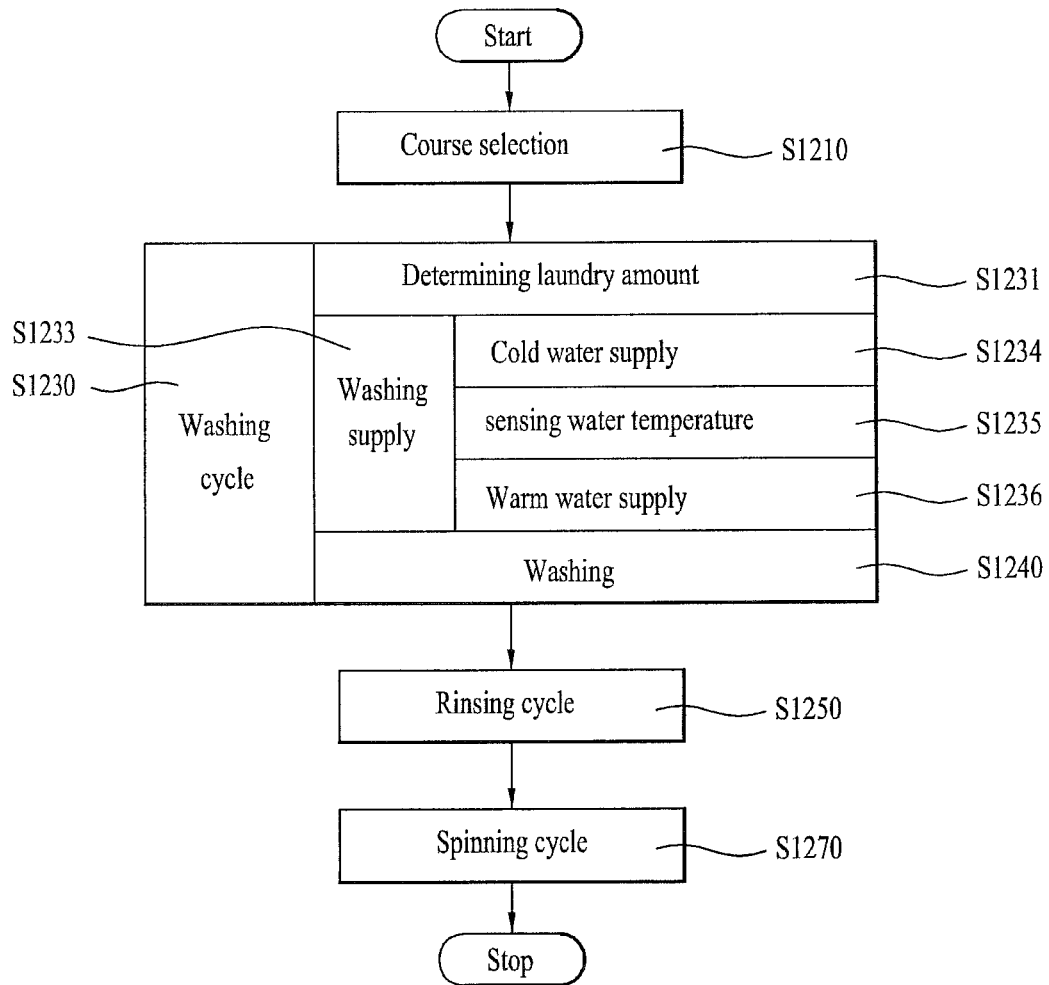 Start
Course selection
S1210
Determining laundry amount
S1231
S1233
S1230
Washing
cycle
Washing
supply
Cold water supply
S1234
sensing water temperature
S1235
Warm water supply
S1236
Washing
S1240
Rinsing cycle
S1250
Spinning cycle
S1270
Stop